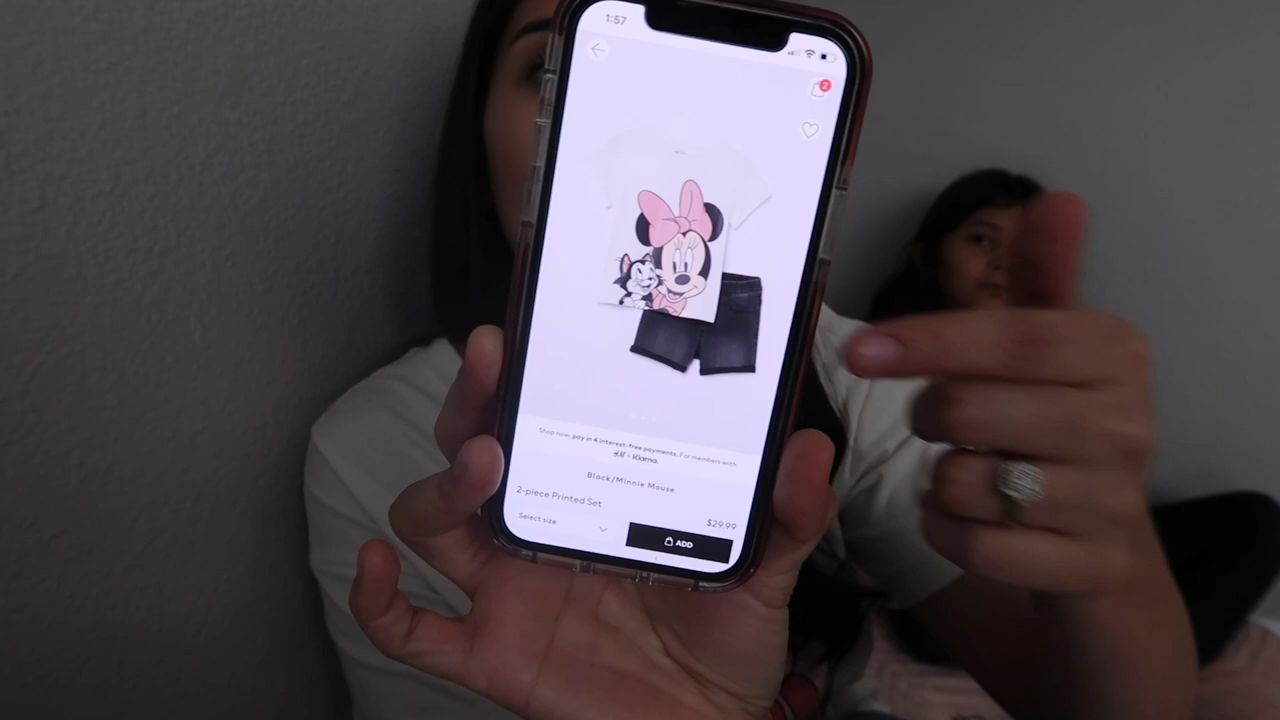 1:57
2
Shop now. pay in 4 interest-free payments. For members with
H&M + Klarna.
Black/Minnie Mouse
2-piece Printed Set
$29.99
Select size
ADD